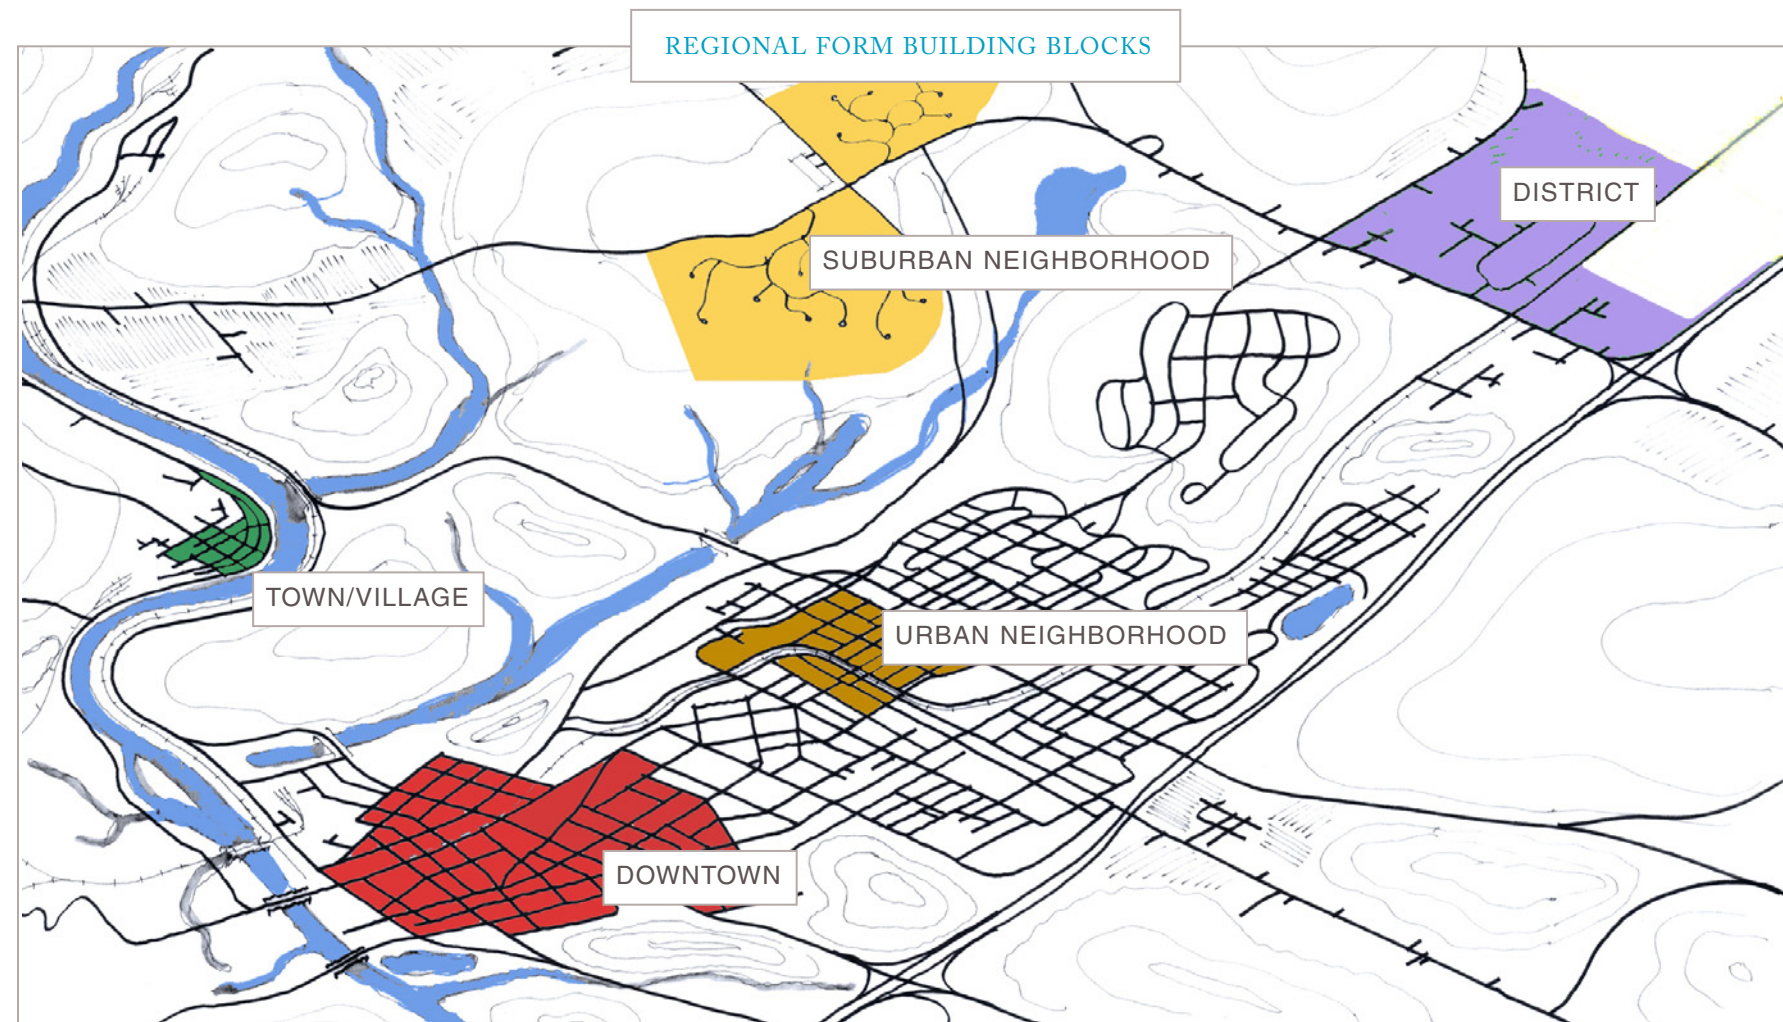 REGIONAL FORM BUILDING BLOCKS
DISTRICT
SUBURBAN NEIGHBORHOOD
TOWN/VILLAGE
URBAN NEIGHBORHOOD
DOWNTOWN